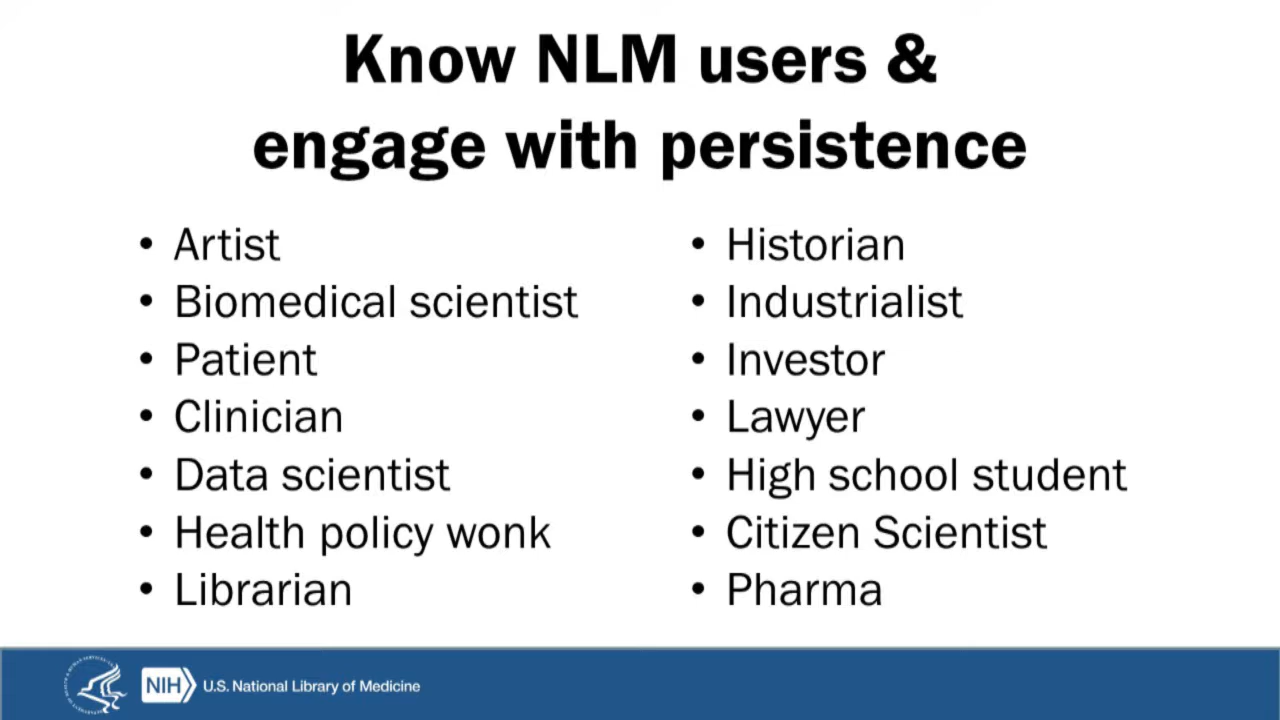 Know NLM users &
engage with persistence
• Artist
• Biomedical scientist
• Patient
• Clinician
• Data scientist
• Health policy wonk
• Librarian
• Historian
• Industrialist
• Investor
• Lawyer
• High school student
• Citizen Scientist
• Pharma
NIH
U.S. National Library of Medicine